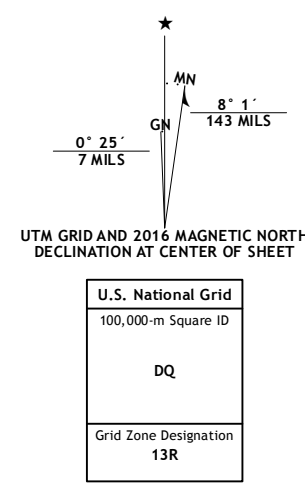 ★
MN
8° 1´
143 MILS
GN
0° 25´
7 MILS
UTM GRID AND 2016 MAGNETIC NORTH
DECLINATION AT CENTER OF SHEET
U.S. National Grid
100,000-m Square ID
DQ
Grid Zone Designation
13R